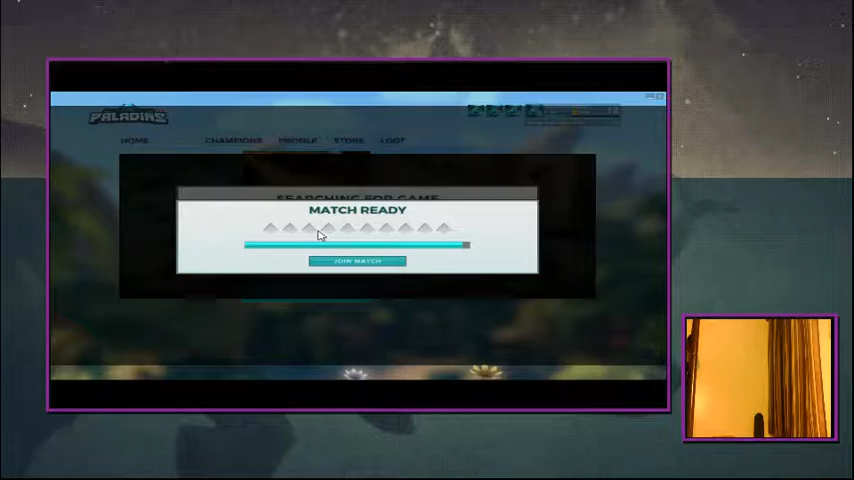 PALADINS
HOME CHAMPIONS PROFILE STORE LOOT
SEARCHING FOR GAME
MATCH READY
JOIN MATCH